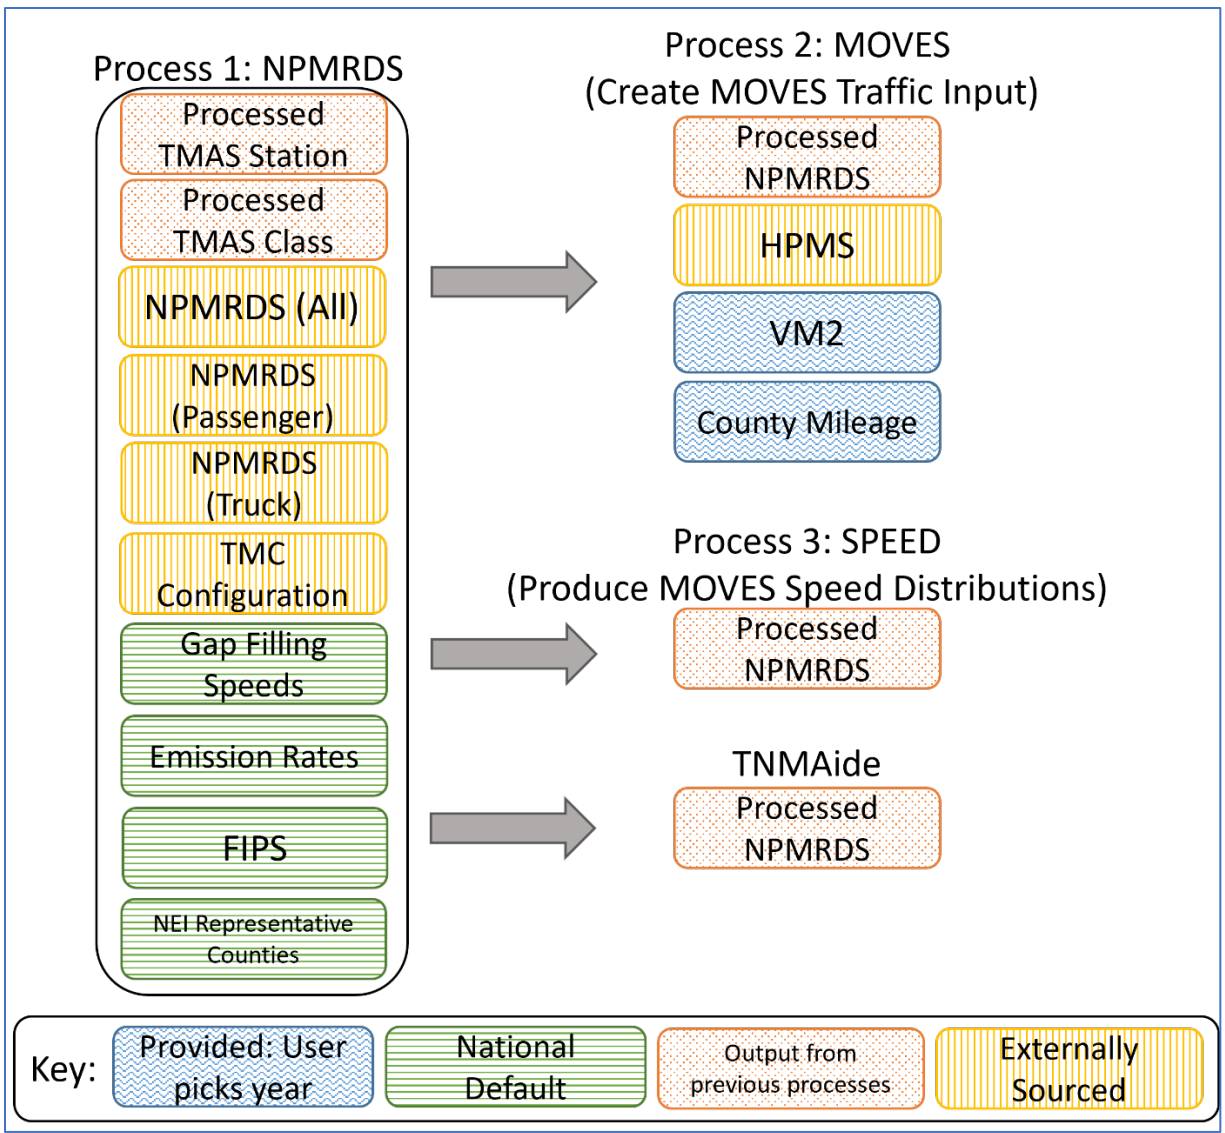 Process 1: NPMRDS
Processed
TMAS Station
Processed
TMAS Class
NPMRDS (All)
NPMRDS
(Passenger)
NPMRDS
(Truck)
TMC
Configuration
Gap Filling
Speeds
Emission Rates
FIPS
NEI Representative
Counties
Process 2: MOVES
(Create MOVES Traffic Input)
Processed
NPMRDS
HPMS
VM2
County Mileage
Process 3: SPEED
(Produce MOVES Speed Distributions)
Processed
NPMRDS
TNMAide
Processed
NPMRDS
Key:
Provided: User
picks year
National
Default
Output from
previous processes
Externally
Sourced